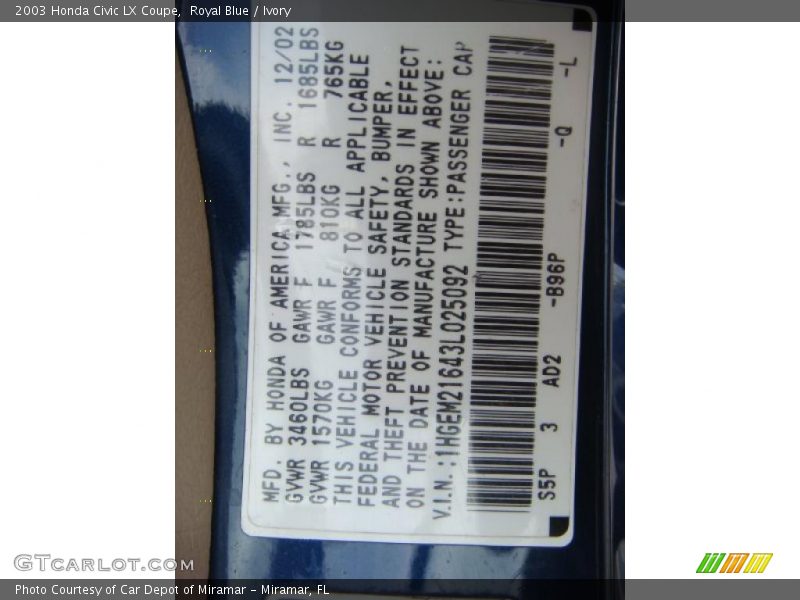 2003 Honda Civic LX Coupe, Royal Blue / Ivory
MFD. BY HONDA OF AMERICA MFG., INC. 12/02
GVWR 3460LBS GAWR F 1785LBS R 1685LBS
GVWR 1570KG GAWR F 810KG R 765KG
THIS VEHICLE CONFORMS TO ALL APPLICABLE
FEDERAL MOTOR VEHICLE SAFETY, BUMPER,
AND THEFT PREVENTION STANDARDS IN EFFECT
ON THE DATE OF MANUFACTURE SHOWN ABOVE:
V.I.N.:1HGEM21643L025092 TYPE:PASSENGER CAR
S5P 3 AD2 -B96P -Q -L
GTcarlot.com
Photo Courtesy of Car Depot of Miramar - Miramar, FL